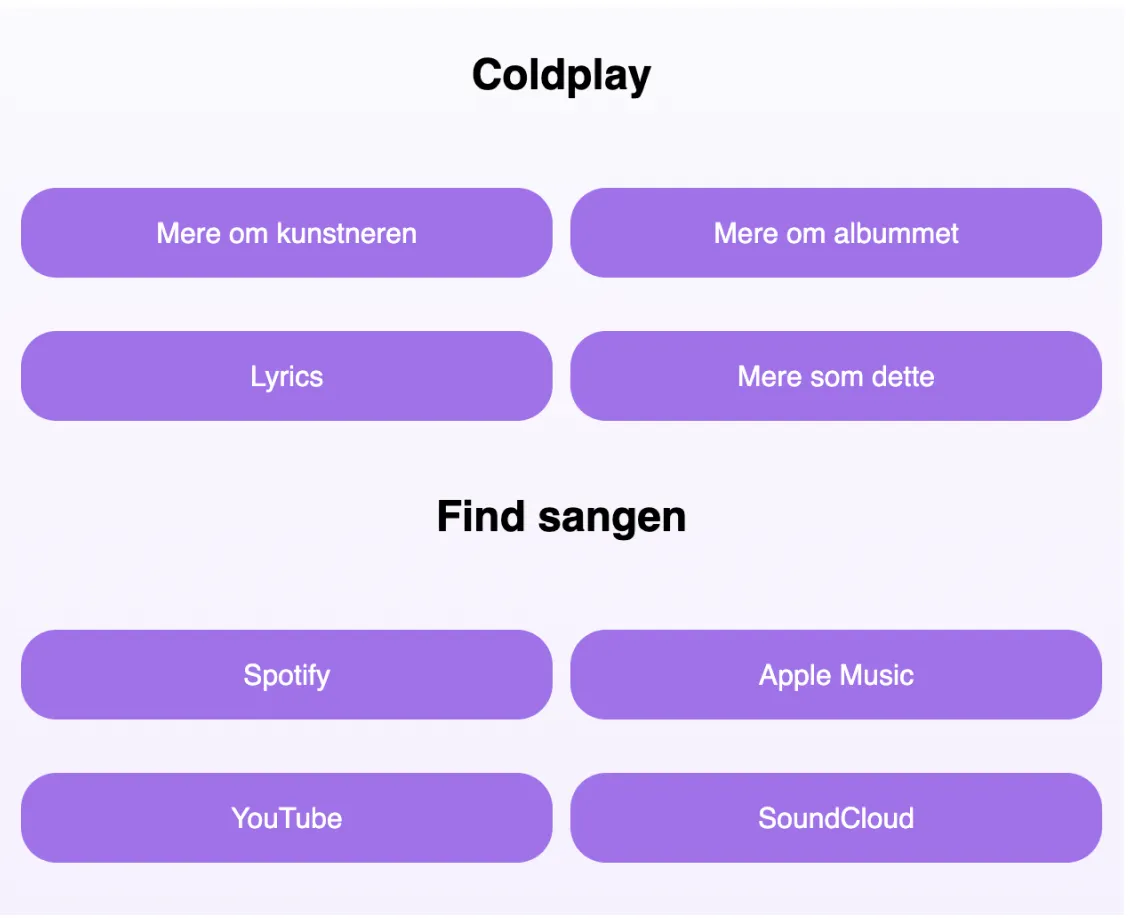 Coldplay
Mere om kunstneren
Mere om albummet
Lyrics
Mere som dette
Find sangen
Spotify
Apple Music
YouTube
SoundCloud